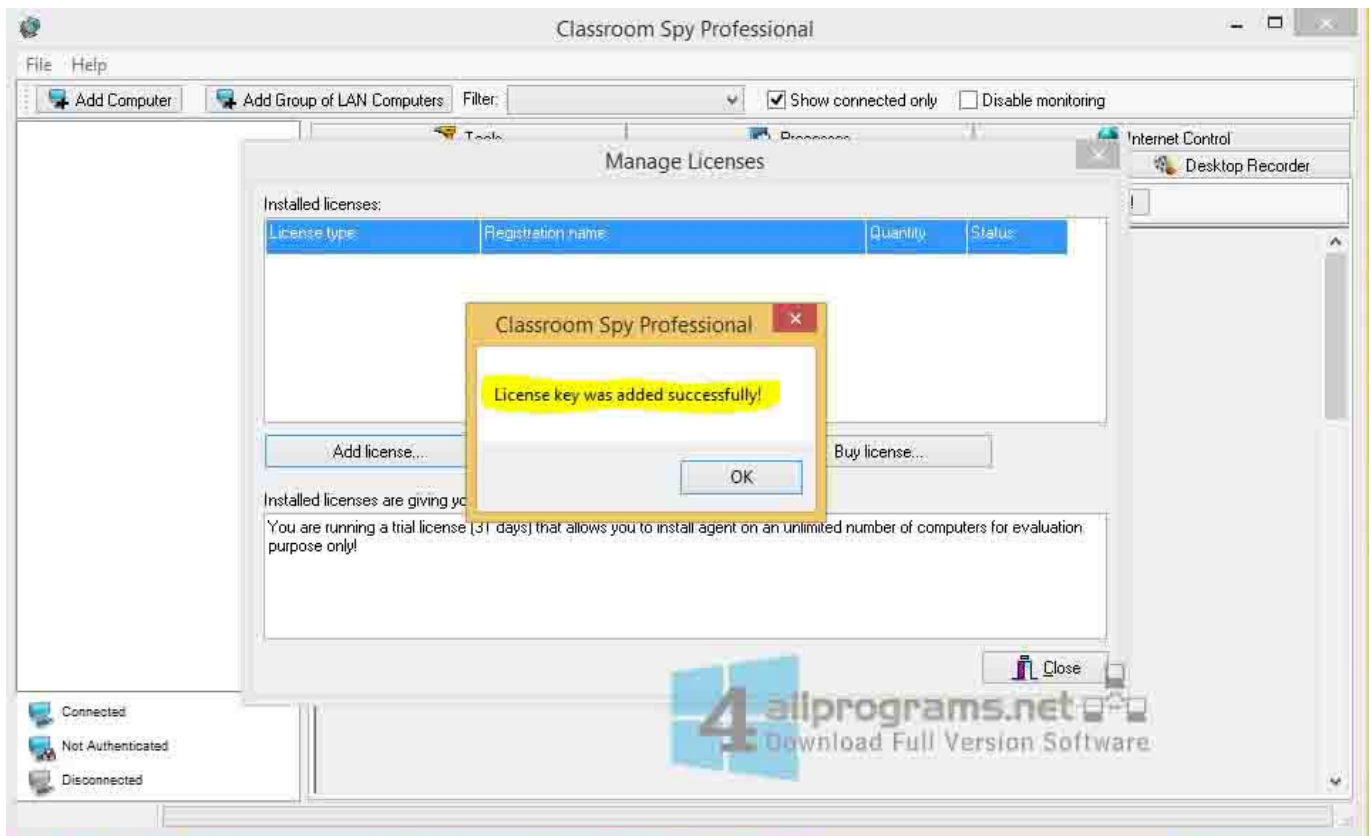 Classroom Spy Professional
File Help
Add Computer Add Group of LAN Computers Filter: Show connected only Disable monitoring
Tools Processes Internet Control
Desktop Recorder
Manage Licenses
Installed licenses:
License type Registration name Quantity Status
Classroom Spy Professional
License key was added successfully!
OK
Add license... Buy license...
Installed licenses are giving yo
You are running a trial license (31 days) that allows you to install agent on an unlimited number of computers for evaluation
purpose only!
Close
4allprograms.net
Download Full Version Software
Connected
Not Authenticated
Disconnected